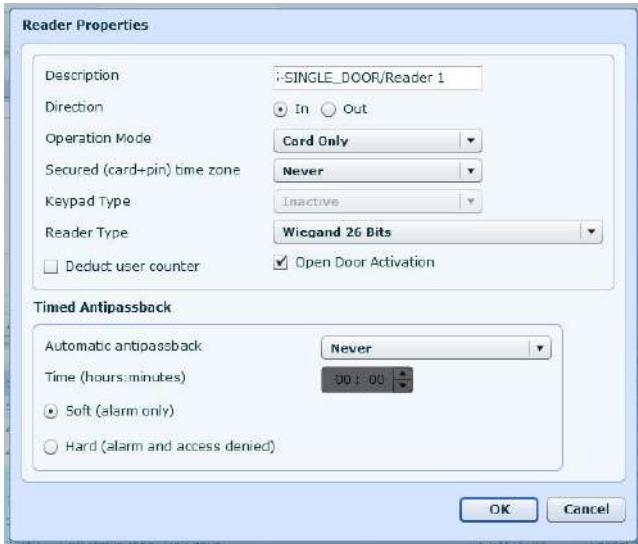 Reader Properties
Description -SINGLE_DOOR/Reader 1
Direction In Out
Operation Mode Card Only
Secured (card+pin) time zone Never
Keypad Type Inactive
Reader Type Wiegand 26 Bits
Deduct user counter Open Door Activation
Timed Antipassback
Automatic antipassback Never
Time (hours:minutes) 00: 00
Soft (alarm only)
Hard (alarm and access denied)
OK Cancel